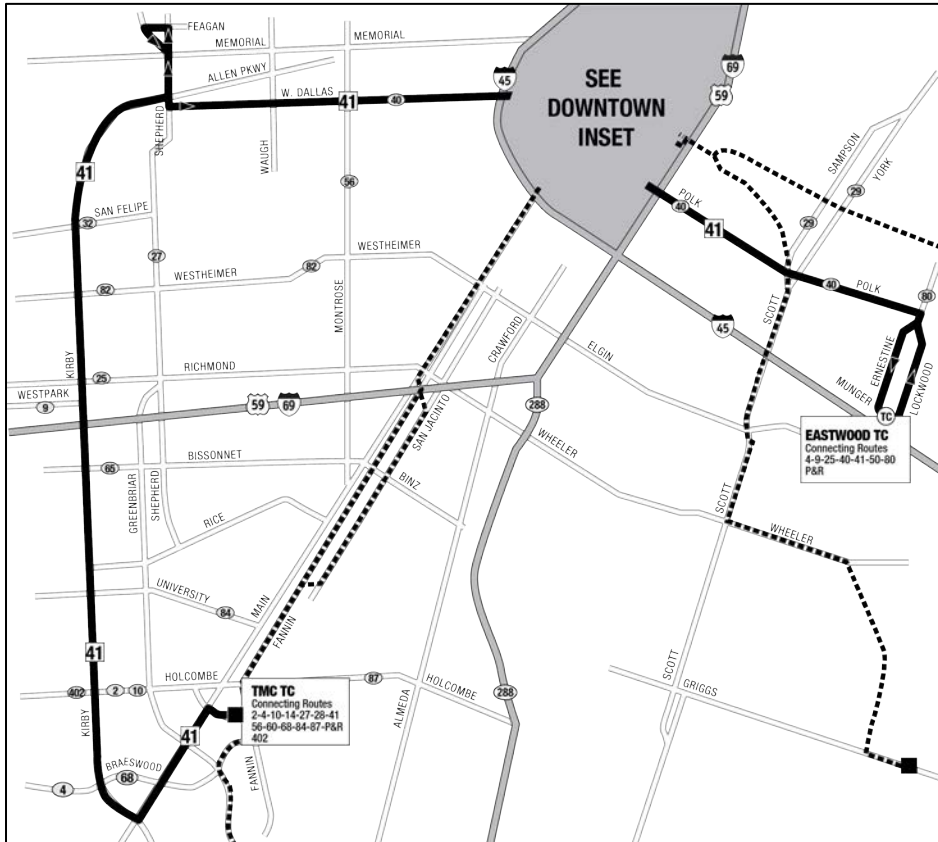 FEAGAN
MEMORIAL
MEMORIAL
ALLEN PKWY
W. DALLAS
41
40
45
SEE
DOWNTOWN
INSET
69
59
SHEPHERD
WAUGH
56
41
SAN FELIPE
32
27
SAMPSON
YORK
29
29
POLK
40
41
POLK
40
80
WESTHEIMER
82
WESTHEIMER
82
MONTROSE
SCOTT
45
CRAWFORD
ELGIN
ERNESTINE
LOCKWOOD
MUNGER
TC
KIRBY
RICHMOND
25
WESTPARK
9
59
69
288
SAN JACINTO
WHEELER
EASTWOOD TC
Connecting Routes
4-9-25-40-41-50-80
P&R
BISSONNET
65
BINZ
GREENBRIAR
SHEPHERD
RICE
SCOTT
WHEELER
UNIVERSITY
84
MAIN
FANNIN
41
HOLCOMBE
402
2
10
87
HOLCOMBE
TMC TC
Connecting Routes
2-4-10-14-27-28-41
56-60-68-84-87-P&R
402
KIRBY
41
ALMEDA
288
SCOTT
GRIGGS
BRAESWOOD
68
4
FANNIN